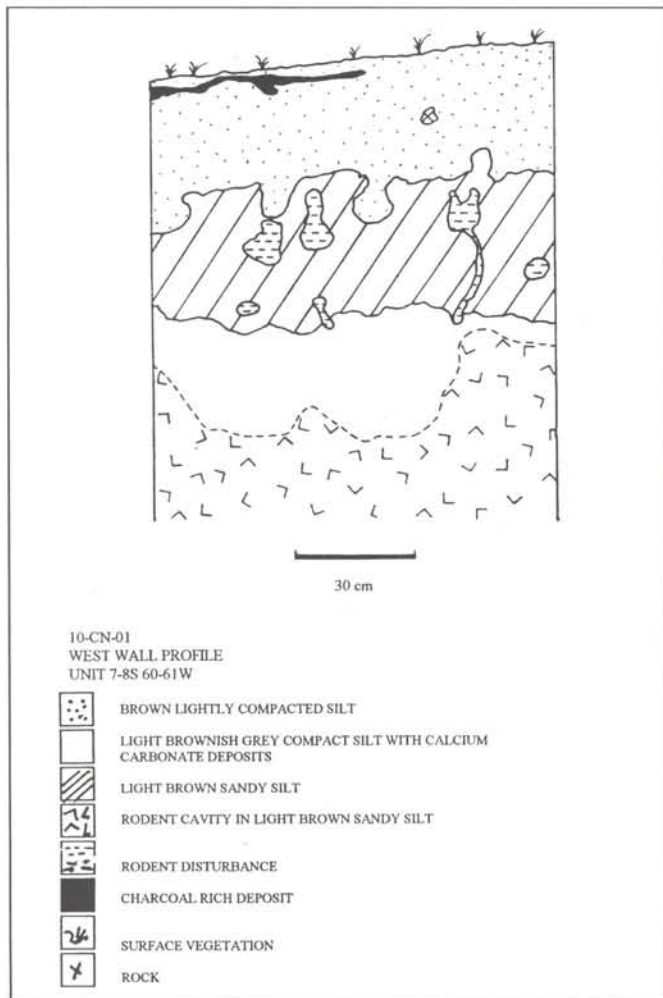 30 cm
10-CN-01
WEST WALL PROFILE
UNIT 7-8S 60-61W
BROWN LIGHTLY COMPACTED SILT
LIGHT BROWNISH GREY COMPACT SILT WITH CALCIUM
CARBONATE DEPOSITS
LIGHT BROWN SANDY SILT
RODENT CAVITY IN LIGHT BROWN SANDY SILT
RODENT DISTURBANCE
CHARCOAL RICH DEPOSIT
SURFACE VEGETATION
ROCK